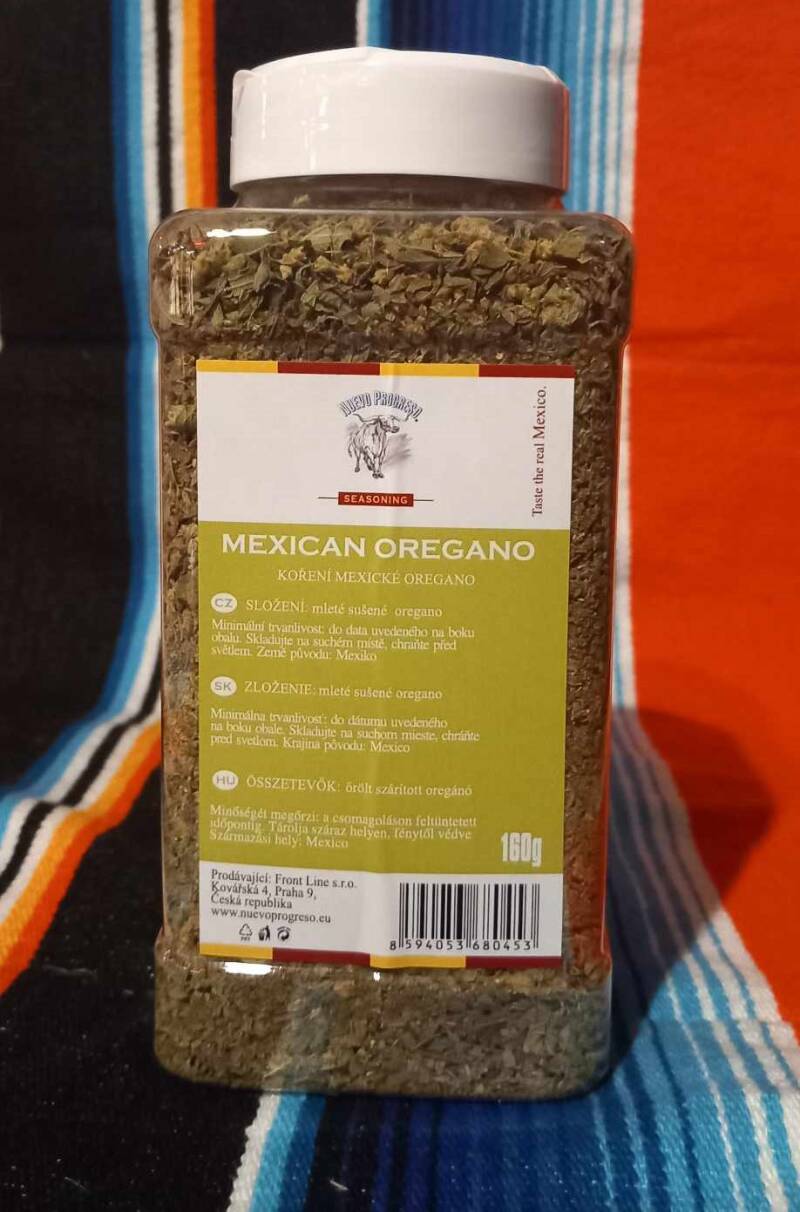 NUEVO PROGRESO.
SEASONING
Taste the real Mexico.
MEXICAN OREGANO
KOŘENÍ MEXICKÉ OREGANO
CZ SLOŽENÍ: mleté sušené oregano
Minimální trvanlivost: do data uvedeného na boku
obalu. Skladujte na suchém místě, chraňte před
světlem. Země původu: Mexiko
SK ZLOŽENIE: mleté sušené oregano
Minimálna trvanlivosť: do dátumu uvedeného
na boku obale. Skladujte na suchom mieste, chráňte
pred svetlom. Krajina pôvodu: Mexico
HU ÖSSZETEVŐK: őrölt szárított oregánó
Minőségét megőrzi: a csomagoláson feltüntetett
időpontig. Tárolja száraz helyen, fénytől védve.
Származási hely: Mexico
160g
Prodávající: Front Line s.r.o.
Kovářská 4, Praha 9,
Česká republika
www.nuevoprogreso.eu
8 594053 680453